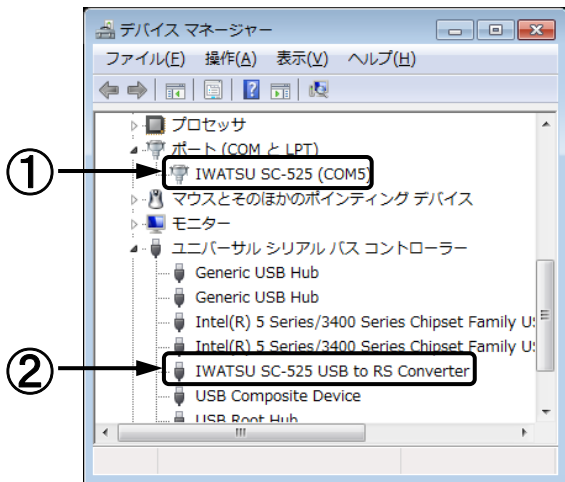 デバイス マネージャー
ファイル(F) 操作(A) 表示(V) ヘルプ(H)
プロセッサ
ポート (COM と LPT)
① IWATSU SC-525 (COM5)
マウスとそのほかのポインティング デバイス
モニター
ユニバーサル シリアル バス コントローラー
Generic USB Hub
Generic USB Hub
Intel(R) 5 Series/3400 Series Chipset Family U
Intel(R) 5 Series/3400 Series Chipset Family U
② IWATSU SC-525 USB to RS Converter
USB Composite Device
USB Root Hub